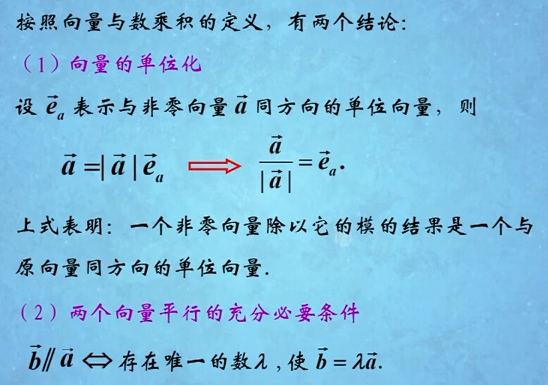 按照向量与数乘积的定义，有两个结论：
（1）向量的单位化
设 $\vec{e}_a$ 表示与非零向量 $\vec{a}$ 同方向的单位向量，则
$\vec{a} = |\vec{a}|\vec{e}_a$ ⇒ $\frac{\vec{a}}{|\vec{a}|} = \vec{e}_a.$
上式表明：一个非零向量除以它的模的结果是一个与
原向量同方向的单位向量．
（2）两个向量平行的充分必要条件
$\vec{b} \parallel \vec{a}$ ⇔ 存在唯一的数λ，使 $\vec{b} = \lambda\vec{a}.$